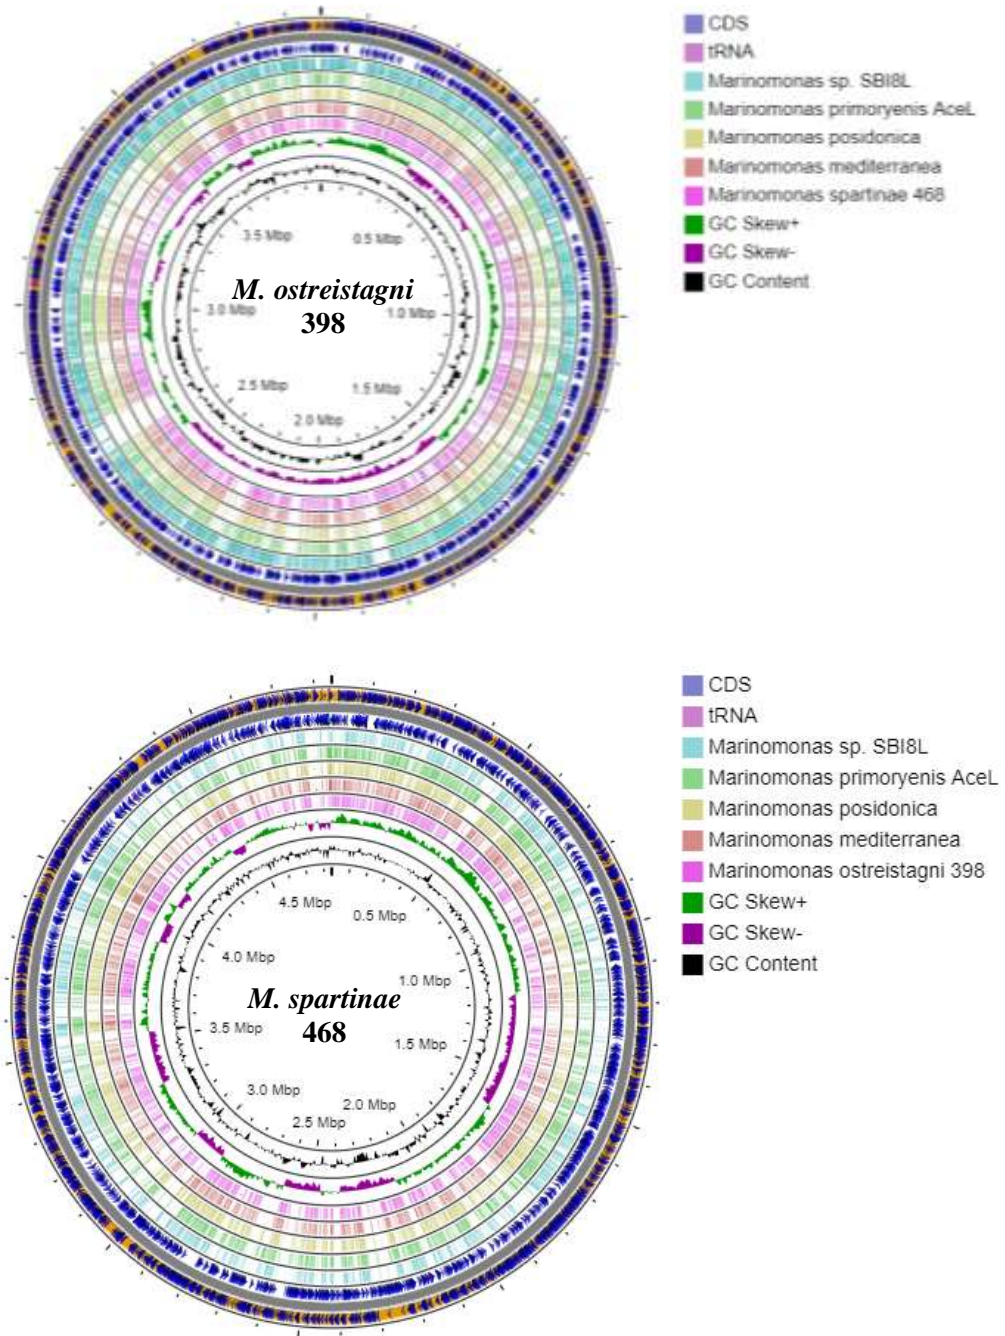 CDS
tRNA
Marinomonas sp. SBI8L
Marinomonas primoryenis AceL
Marinomonas posidonica
Marinomonas mediterranea
Marinomonas spartinae 468
GC Skew+
GC Skew-
GC Content
3.5 Mbp
0.5 Mbp
M. ostreistagni
398
3.0 Mbp
1.0 Mbp
2.5 Mbp
1.5 Mbp
2.0 Mbp
CDS
tRNA
Marinomonas sp. SBI8L
Marinomonas primoryenis AceL
Marinomonas posidonica
Marinomonas mediterranea
Marinomonas ostreistagni 398
GC Skew+
GC Skew-
GC Content
4.5 Mbp
0.5 Mbp
4.0 Mbp
1.0 Mbp
M. spartinae
468
3.5 Mbp
1.5 Mbp
3.0 Mbp
2.0 Mbp
2.5 Mbp